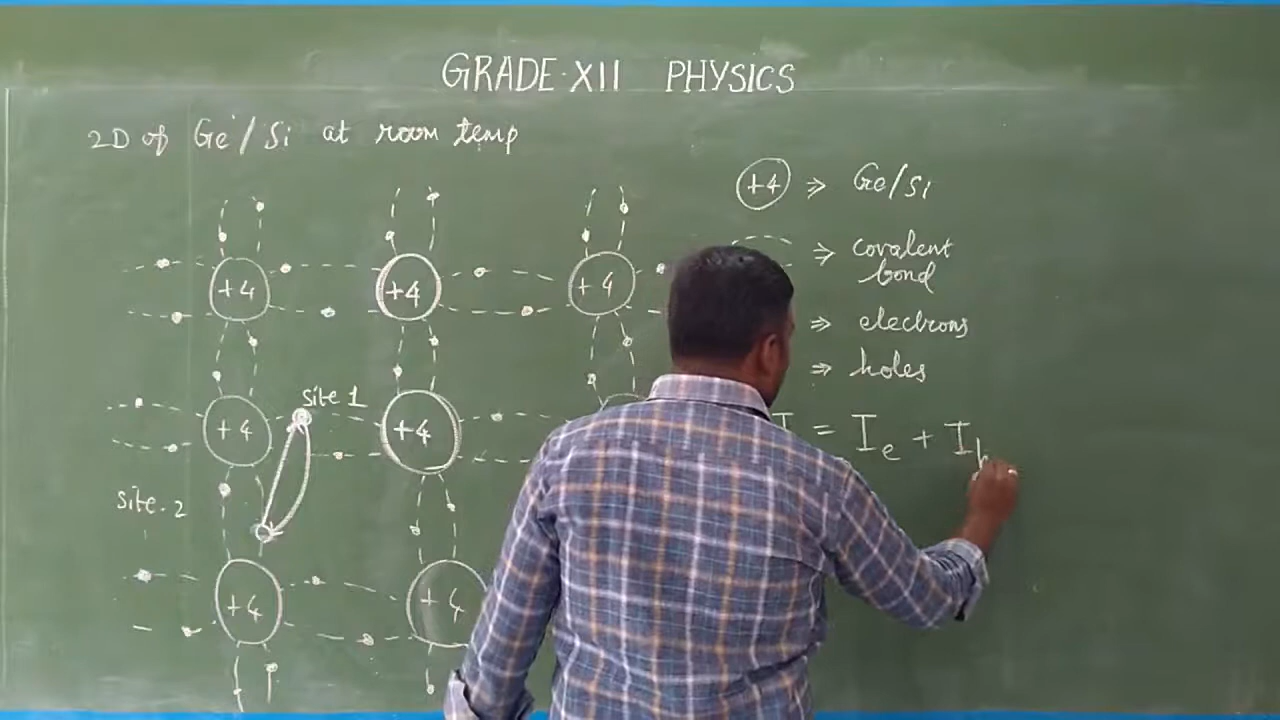 GRADE-XII PHYSICS
2D of Ge/Si at room temp
+4 ⇒ Ge/Si
⇒ covalent
bond
⇒ electrons
⇒ holes
I = Ie + Ih
+4 +4 +4
site 1
+4 +4
site-2
+4 +4